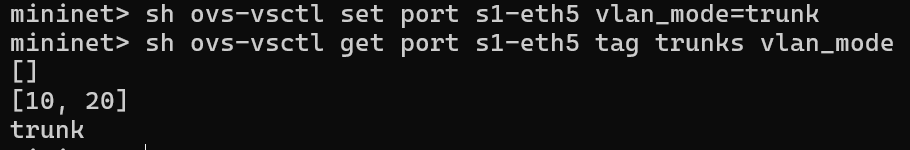 mininet> sh ovs-vsctl set port s1-eth5 vlan_mode=trunk
mininet> sh ovs-vsctl get port s1-eth5 tag trunks vlan_mode
[]
[10, 20]
trunk